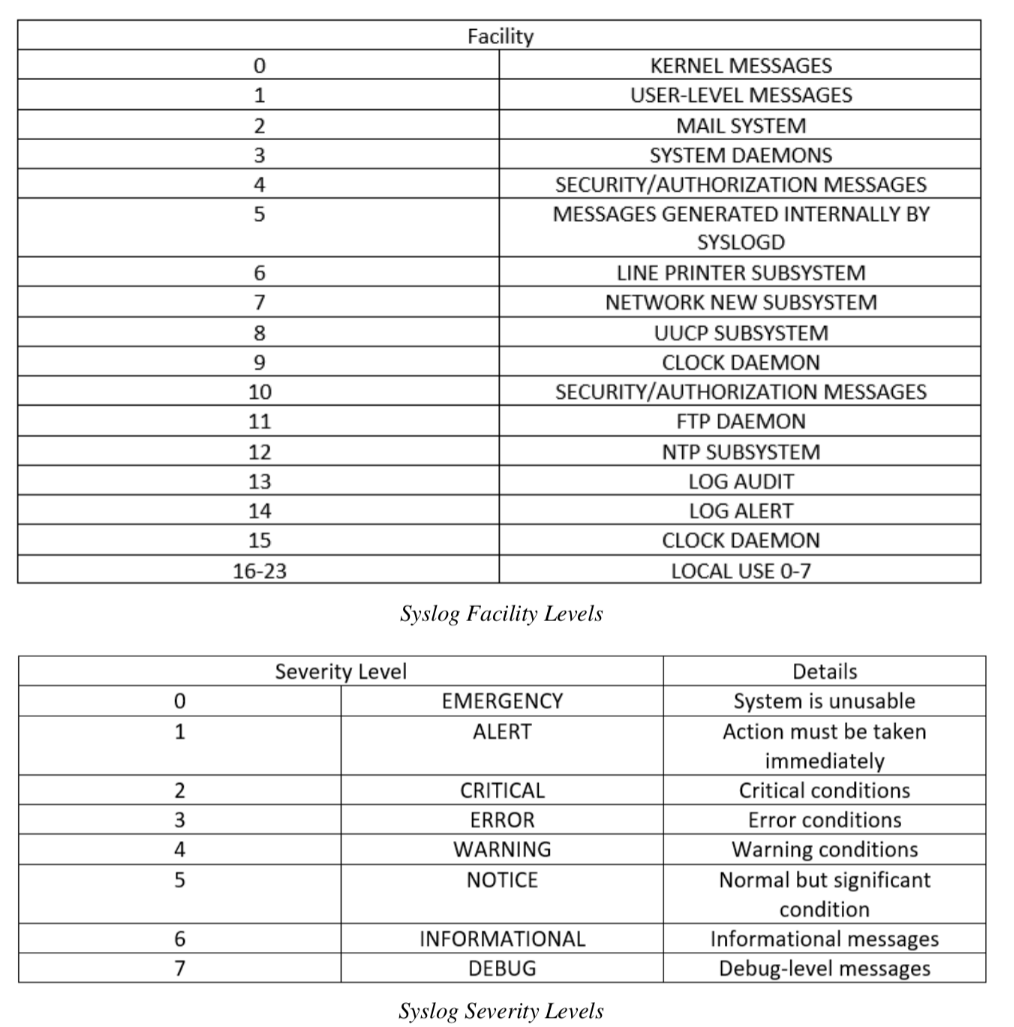 Facility
0 KERNEL MESSAGES
1 USER-LEVEL MESSAGES
2 MAIL SYSTEM
3 SYSTEM DAEMONS
4 SECURITY/AUTHORIZATION MESSAGES
5 MESSAGES GENERATED INTERNALLY BY
SYSLOGD
6 LINE PRINTER SUBSYSTEM
7 NETWORK NEW SUBSYSTEM
8 UUCP SUBSYSTEM
9 CLOCK DAEMON
10 SECURITY/AUTHORIZATION MESSAGES
11 FTP DAEMON
12 NTP SUBSYSTEM
13 LOG AUDIT
14 LOG ALERT
15 CLOCK DAEMON
16-23 LOCAL USE 0-7
Syslog Facility Levels
Severity Level Details
0 EMERGENCY System is unusable
1 ALERT Action must be taken
immediately
2 CRITICAL Critical conditions
3 ERROR Error conditions
4 WARNING Warning conditions
5 NOTICE Normal but significant
condition
6 INFORMATIONAL Informational messages
7 DEBUG Debug-level messages
Syslog Severity Levels